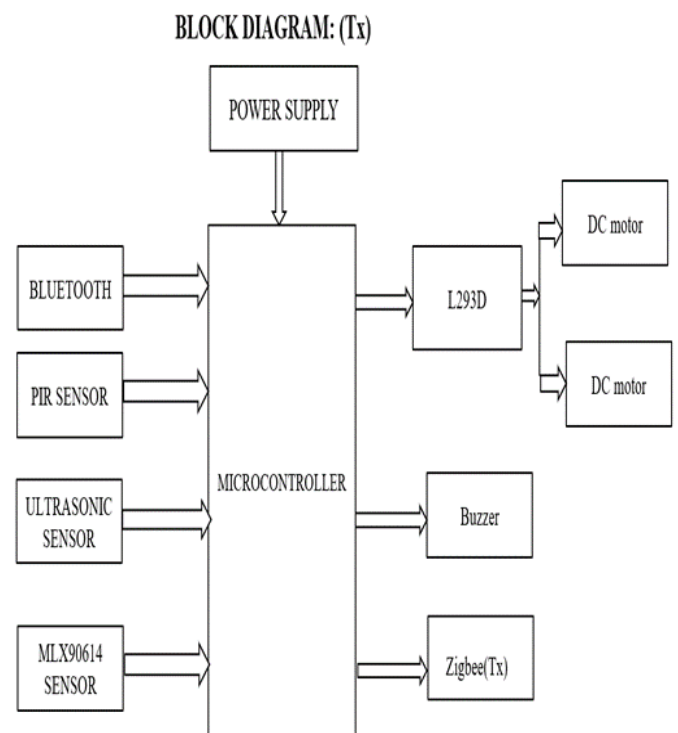 BLOCK DIAGRAM: (Tx)
POWER SUPPLY
DC motor
BLUETOOTH
L293D
PIR SENSOR
DC motor
MICROCONTROLLER
ULTRASONIC
SENSOR
Buzzer
MLX90614
SENSOR
Zigbee(Tx)